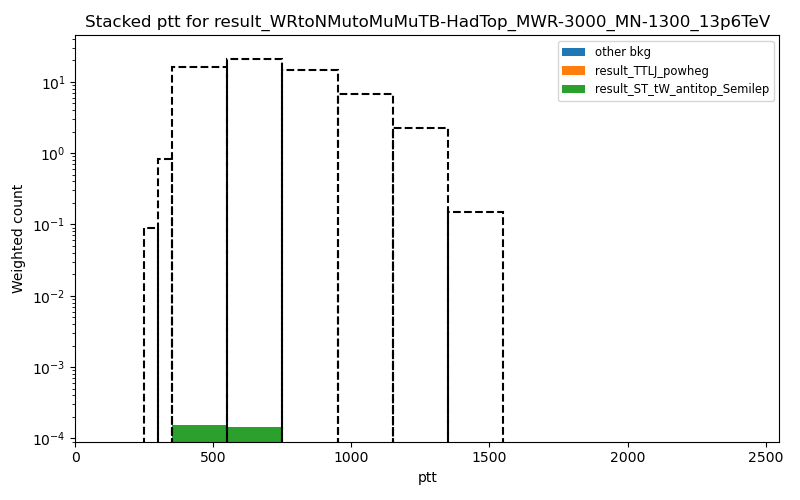 Stacked ptt for result_WRtoNMutoMuMuTB-HadTop_MWR-3000_MN-1300_13p6TeV
other bkg
result_TTLJ_powheg
result_ST_tW_antitop_Semilep
Weighted count
10¹
10⁰
10⁻¹
10⁻²
10⁻³
10⁻⁴
0 500 1000 1500 2000 2500
ptt